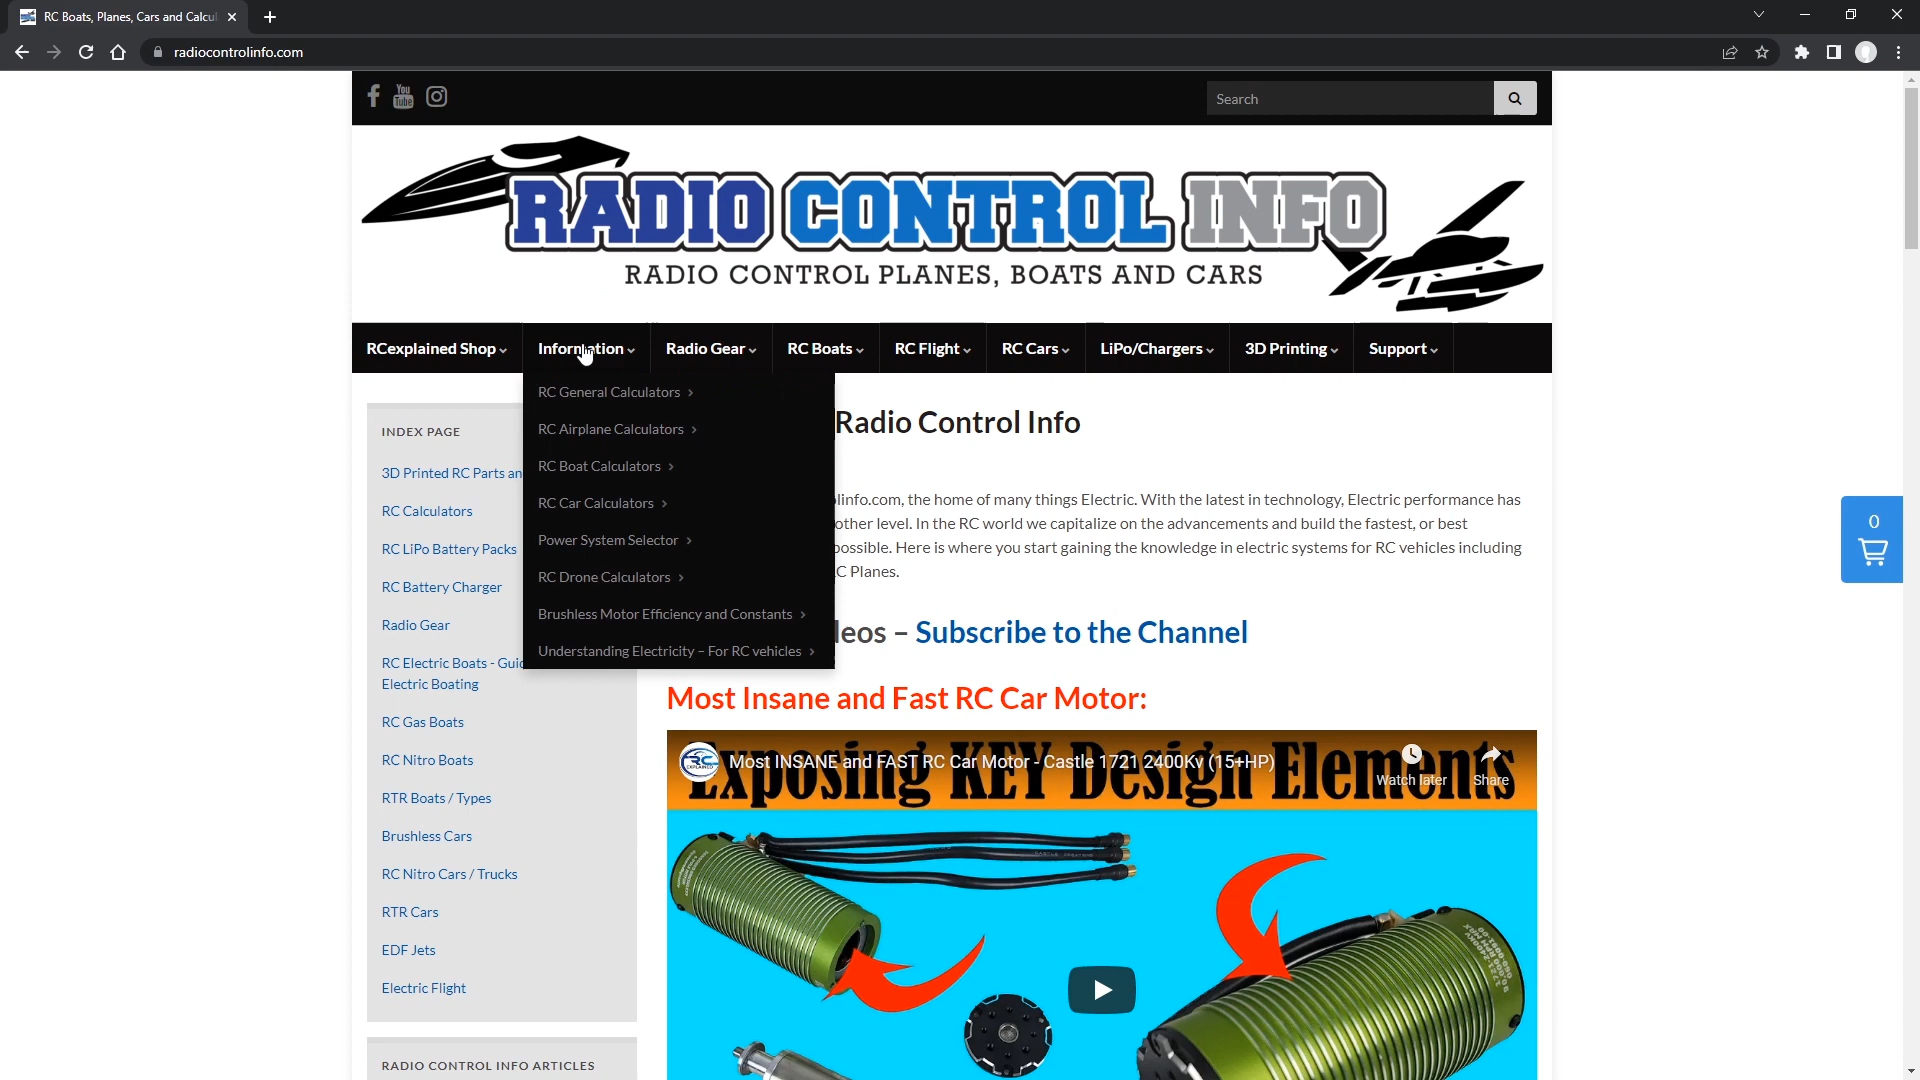 RC Boats, Planes, Cars and Calcul
radiocontrolinfo.com
You Tube
Search
RADIO CONTROL INFO
RADIO CONTROL PLANES, BOATS AND CARS
RCexplained Shop
Information
Radio Gear
RC Boats
RC Flight
RC Cars
LiPo/Chargers
3D Printing
Support
RC General Calculators
RC Airplane Calculators
RC Boat Calculators
RC Car Calculators
Power System Selector
RC Drone Calculators
Brushless Motor Efficiency and Constants
Understanding Electricity – For RC vehicles
INDEX PAGE
3D Printed RC Parts an
RC Calculators
RC LiPo Battery Packs
RC Battery Charger
Radio Gear
RC Electric Boats - Guid
Electric Boating
RC Gas Boats
RC Nitro Boats
RTR Boats / Types
Brushless Cars
RC Nitro Cars / Trucks
RTR Cars
EDF Jets
Electric Flight
RADIO CONTROL INFO ARTICLES
Radio Control Info
linfo.com, the home of many things Electric. With the latest in technology, Electric performance has
other level. In the RC world we capitalize on the advancements and build the fastest, or best
possible. Here is where you start gaining the knowledge in electric systems for RC vehicles including
C Planes.
deos – Subscribe to the Channel
Most Insane and Fast RC Car Motor:
Exposing KEY Design Elements
RC EXPLAINED
Most INSANE and FAST RC Car Motor - Castle 1721 2400Kv (15+HP)
Watch later
Share
0